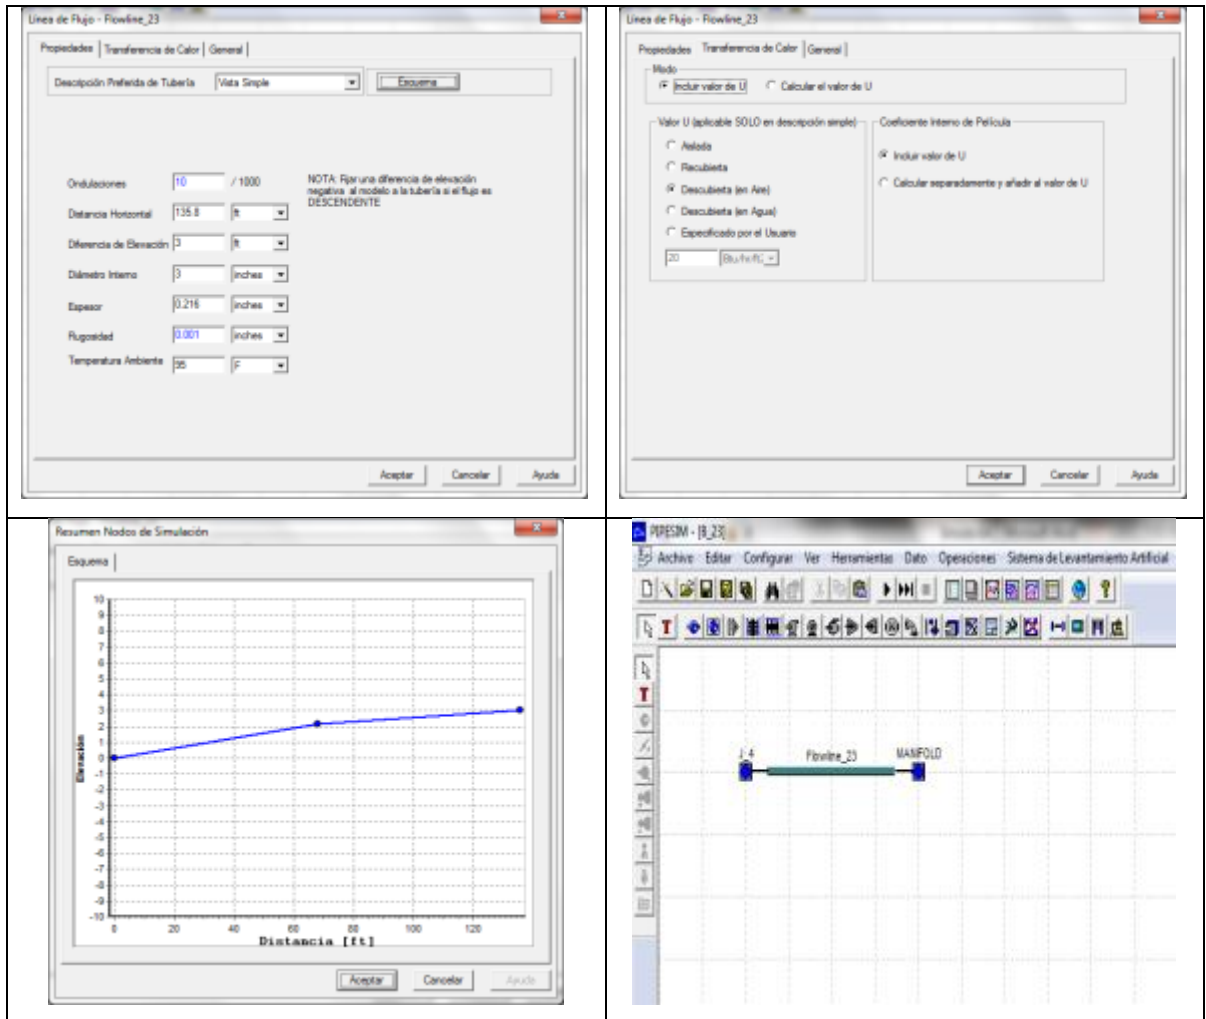 Linea de Flujo - Flowline_23
Propiedades | Transferencia de Calor | General |
Descripción Preferida de Tubería Vista Simple Esquema
Ondulaciones 10 / 1000
NOTA: Fijar una diferencia de elevación
negativa al modelo a la tubería si el flujo es
DESCENDENTE
Distancia Horizontal 135.8 ft
Diferencia de Elevación 3 ft
Diámetro Interno 3 inches
Espesor 0.216 inches
Rugosidad 0.001 inches
Temperatura Ambiente 95 F
Aceptar Cancelar Ayuda
Linea de Flujo - Flowline_23
Propiedades Transferencia de Calor | General |
Modo
Incluir valor de U Calcular el valor de U
Valor U (aplicable SOLO en descripción simple)
Aislada
Recubierta
Descubierta (en Aire)
Descubierta (en Agua)
Especificado por el Usuario
20 Btu/hr/ft2
Coeficiente Interno de Película
Incluir valor de U
Calcular separadamente y añadir al valor de U
Aceptar Cancelar Ayuda
Resumen Nodos de Simulación
Esquema
10
9
8
7
6
5
4
3
2
1
0
-1
-2
-3
-4
-5
-6
-7
-8
-9
-10
Elevación
0 20 40 60 80 100 120
Distancia [ft]
Aceptar Cancelar Ayuda
PIPESIM - [B_23]
Archivo Editar Configurar Ver Herramientas Dato Operaciones Sistema de Levantamiento Artificial
T
T
J_4 Flowline_23 MANIFOLD